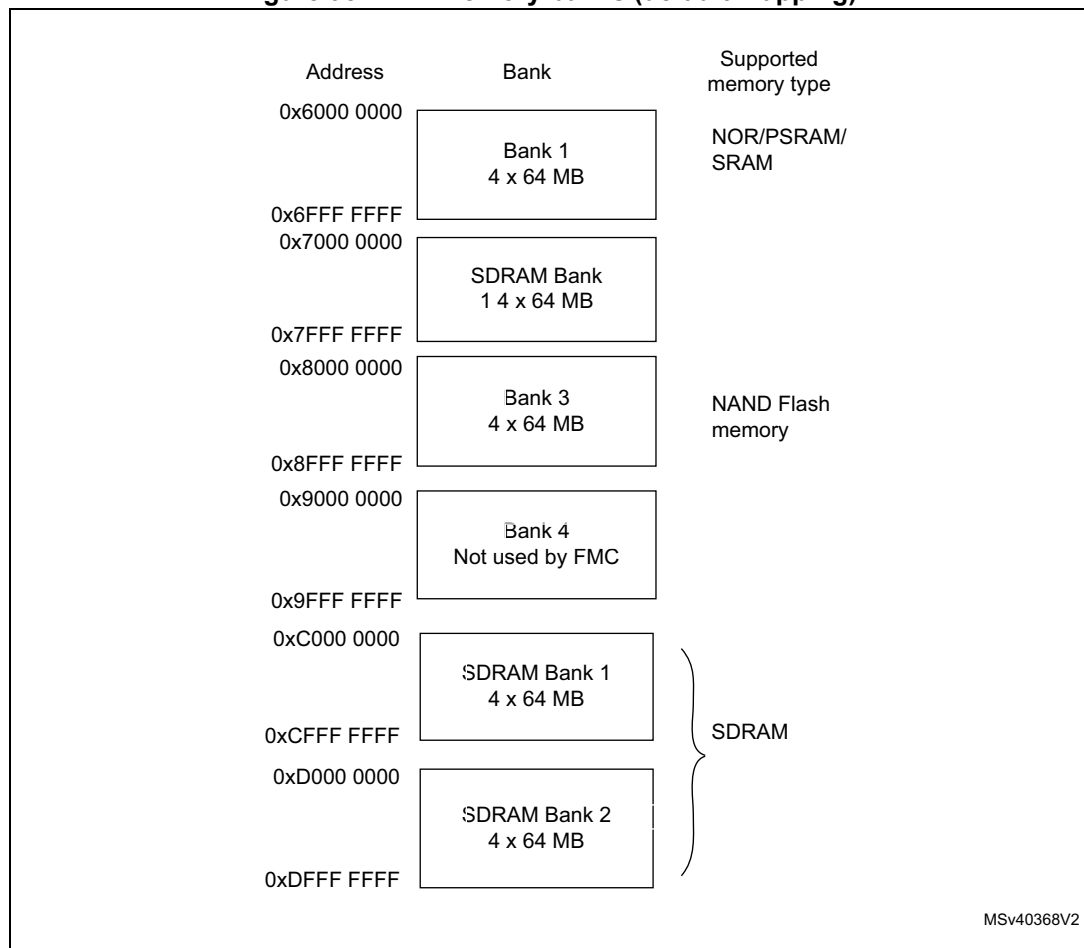 Address Bank Supported
memory type
0x6000 0000
Bank 1
4 x 64 MB
NOR/PSRAM/
SRAM
0x6FFF FFFF
0x7000 0000
SDRAM Bank
1 4 x 64 MB
0x7FFF FFFF
0x8000 0000
Bank 3
4 x 64 MB
NAND Flash
memory
0x8FFF FFFF
0x9000 0000
Bank 4
Not used by FMC
0x9FFF FFFF
0xC000 0000
SDRAM Bank 1
4 x 64 MB
0xCFFF FFFF
SDRAM
0xD000 0000
SDRAM Bank 2
4 x 64 MB
0xDFFF FFFF
MSv40368V2